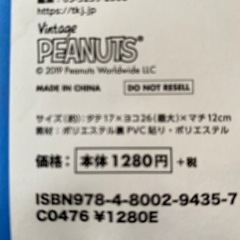 https://tkj.jp
Vintage
PEANUTS®
© 2019 Peanuts Worldwide LLC
MADE IN CHINA
DO NOT RESELL
サイズ(約):タテ17×ヨコ26(最大)×マチ12cm
素材:ポリエステル裏PVC貼り・ポリエステル
価格:本体1280円 +税
ISBN978-4-8002-9435-7
C0476 ¥1280E